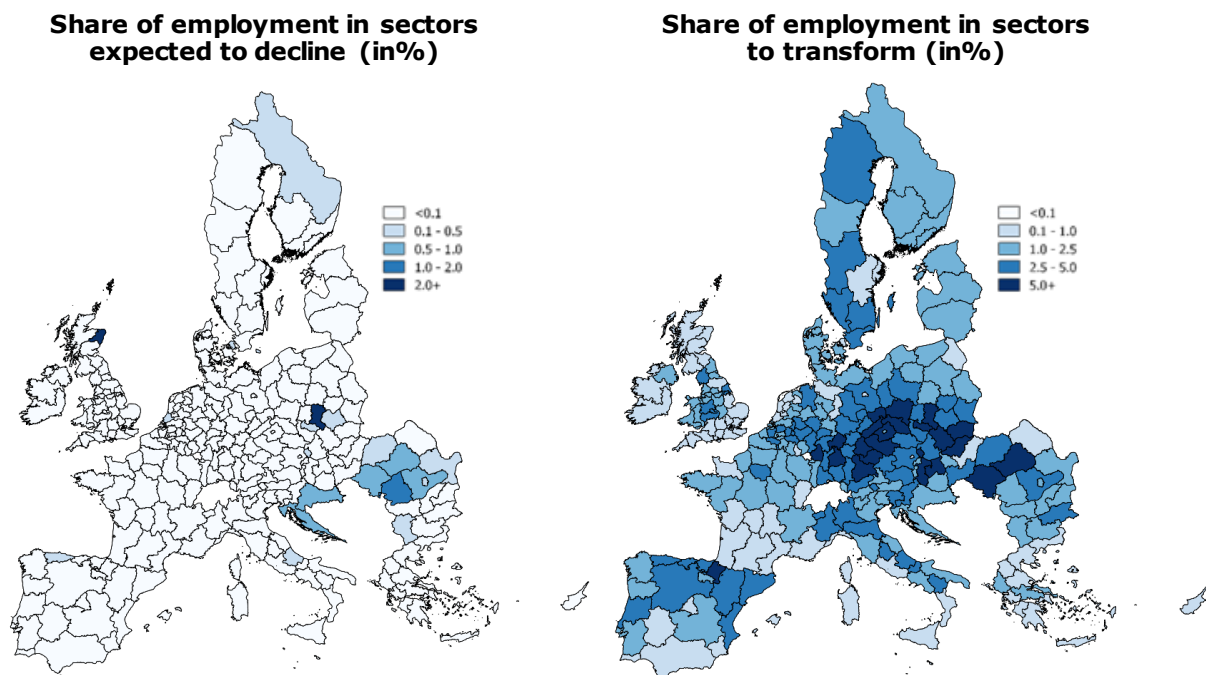 Share of employment in sectors
expected to decline (in%)
<0.1
0.1 - 0.5
0.5 - 1.0
1.0 - 2.0
2.0+
Share of employment in sectors
to transform (in%)
<0.1
0.1 - 1.0
1.0 - 2.5
2.5 - 5.0
5.0+